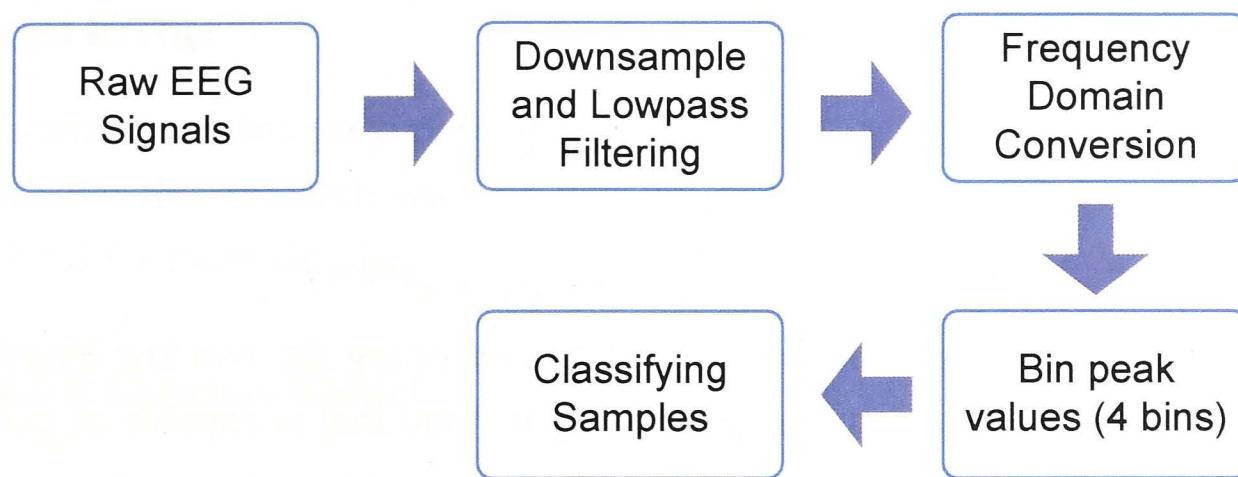 Raw EEG
Signals
Downsample
and Lowpass
Filtering
Frequency
Domain
Conversion
Bin peak
values (4 bins)
Classifying
Samples